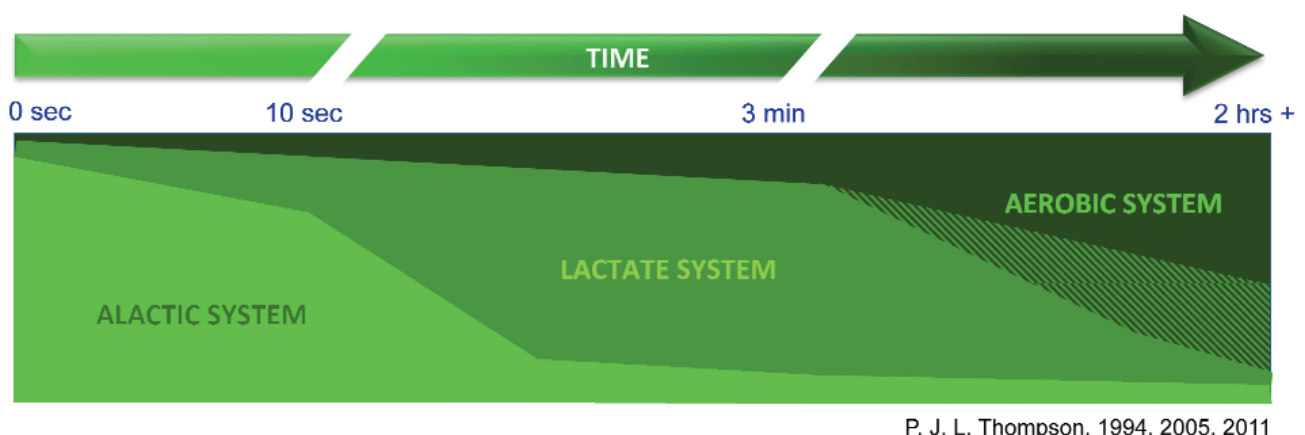 TIME
0 sec 10 sec 3 min 2 hrs +
AEROBIC SYSTEM
LACTATE SYSTEM
ALACTIC SYSTEM
P. J. L. Thompson, 1994, 2005, 2011